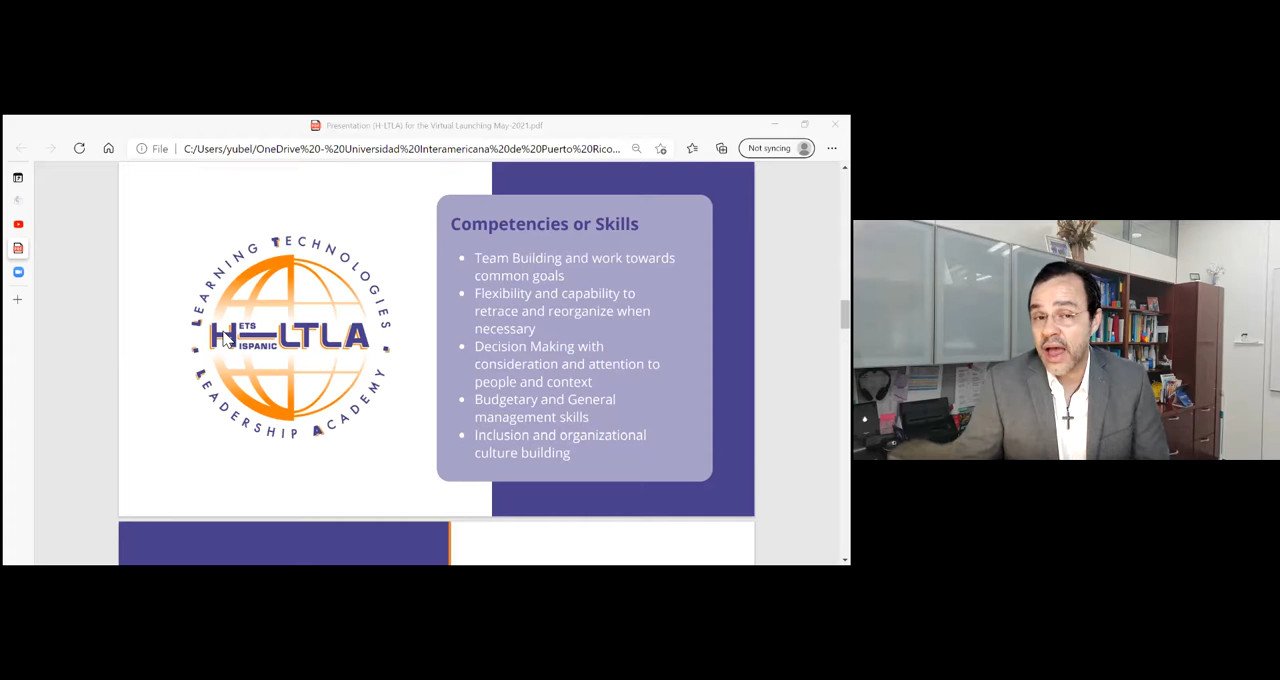 Presentation (H-LTLA) for the Virtual Launching May-2021.pdf
File
C:/Users/yubel/OneDrive%20-%20Universidad%20Interamericana%20de%20Puerto%20Rico...
Not syncing
LEARNING TECHNOLOGIES
H ETS ISPANIC LTLA
LEADERSHIP ACADEMY
Competencies or Skills
• Team Building and work towards
common goals
• Flexibility and capability to
retrace and reorganize when
necessary
• Decision Making with
consideration and attention to
people and context
• Budgetary and General
management skills
• Inclusion and organizational
culture building